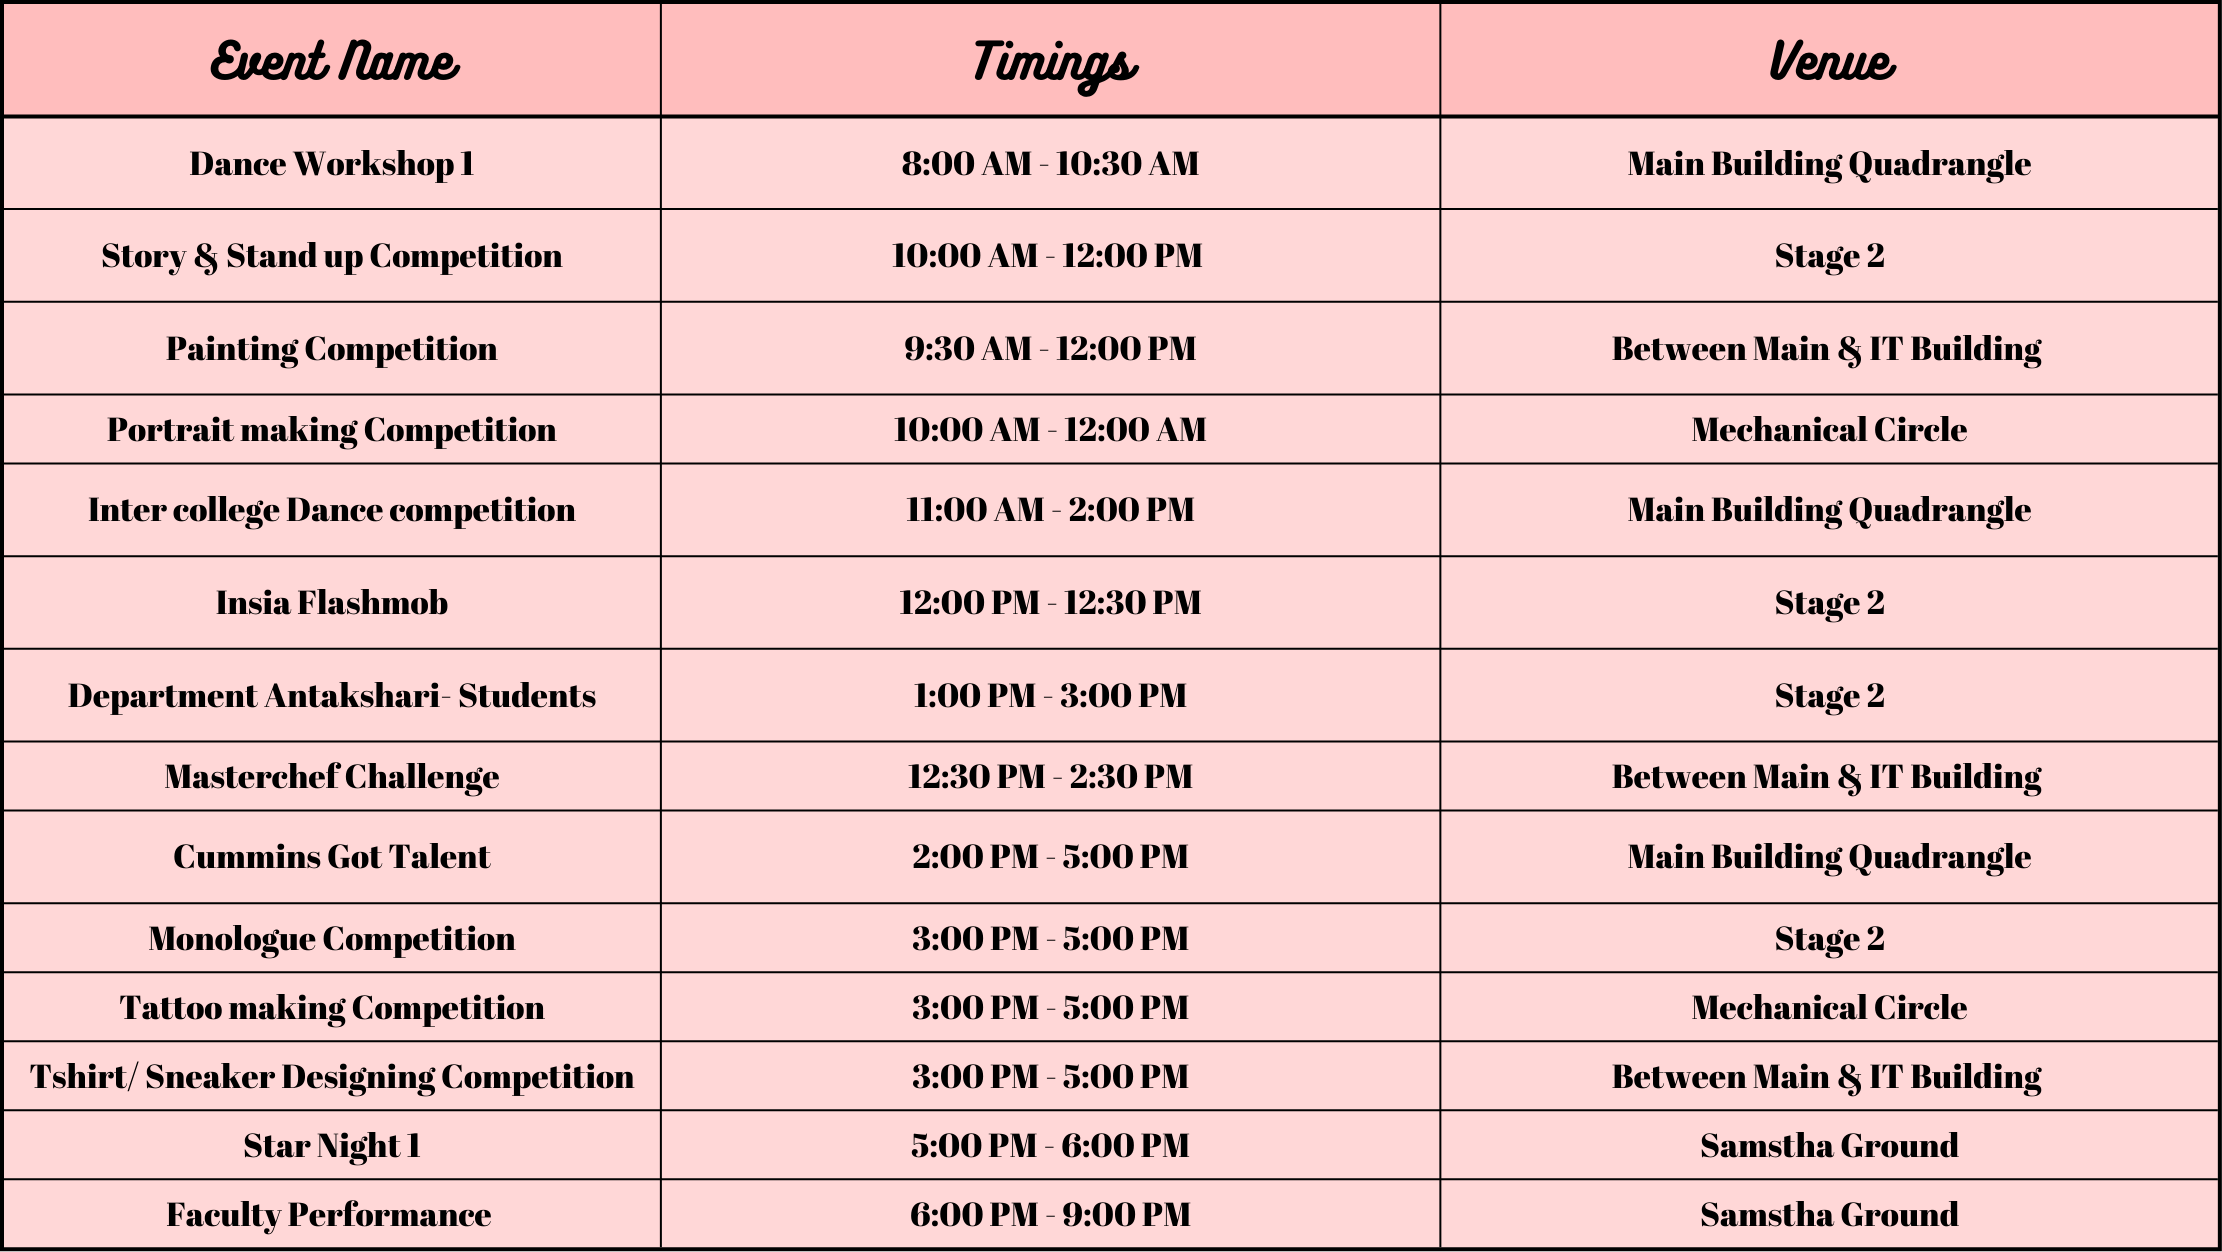 Event Name Timings Venue
Dance Workshop 1 8:00 AM - 10:30 AM Main Building Quadrangle
Story & Stand up Competition 10:00 AM - 12:00 PM Stage 2
Painting Competition 9:30 AM - 12:00 PM Between Main & IT Building
Portrait making Competition 10:00 AM - 12:00 AM Mechanical Circle
Inter college Dance competition 11:00 AM - 2:00 PM Main Building Quadrangle
Insia Flashmob 12:00 PM - 12:30 PM Stage 2
Department Antakshari- Students 1:00 PM - 3:00 PM Stage 2
Masterchef Challenge 12:30 PM - 2:30 PM Between Main & IT Building
Cummins Got Talent 2:00 PM - 5:00 PM Main Building Quadrangle
Monologue Competition 3:00 PM - 5:00 PM Stage 2
Tattoo making Competition 3:00 PM - 5:00 PM Mechanical Circle
Tshirt/ Sneaker Designing Competition 3:00 PM - 5:00 PM Between Main & IT Building
Star Night 1 5:00 PM - 6:00 PM Samstha Ground
Faculty Performance 6:00 PM - 9:00 PM Samstha Ground